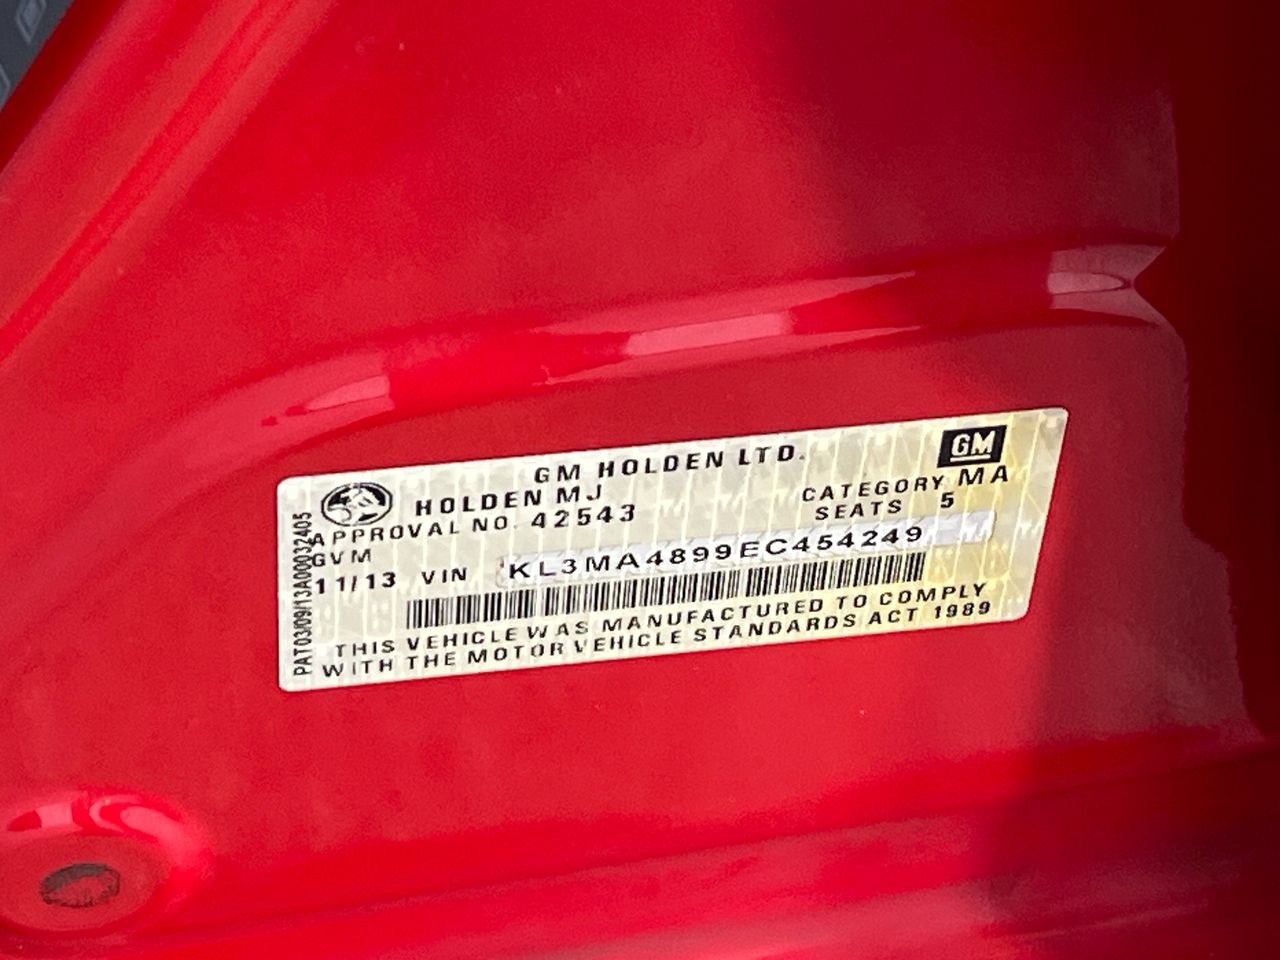 GM HOLDEN LTD.
GM
HOLDEN MJ
CATEGORY MA
APPROVAL NO. 42543
SEATS 5
GVM
11/13 VIN KL3MA4899EC454249
THIS VEHICLE WAS MANUFACTURED TO COMPLY
WITH THE MOTOR VEHICLE STANDARDS ACT 1989
PAT03/09/13A00032405